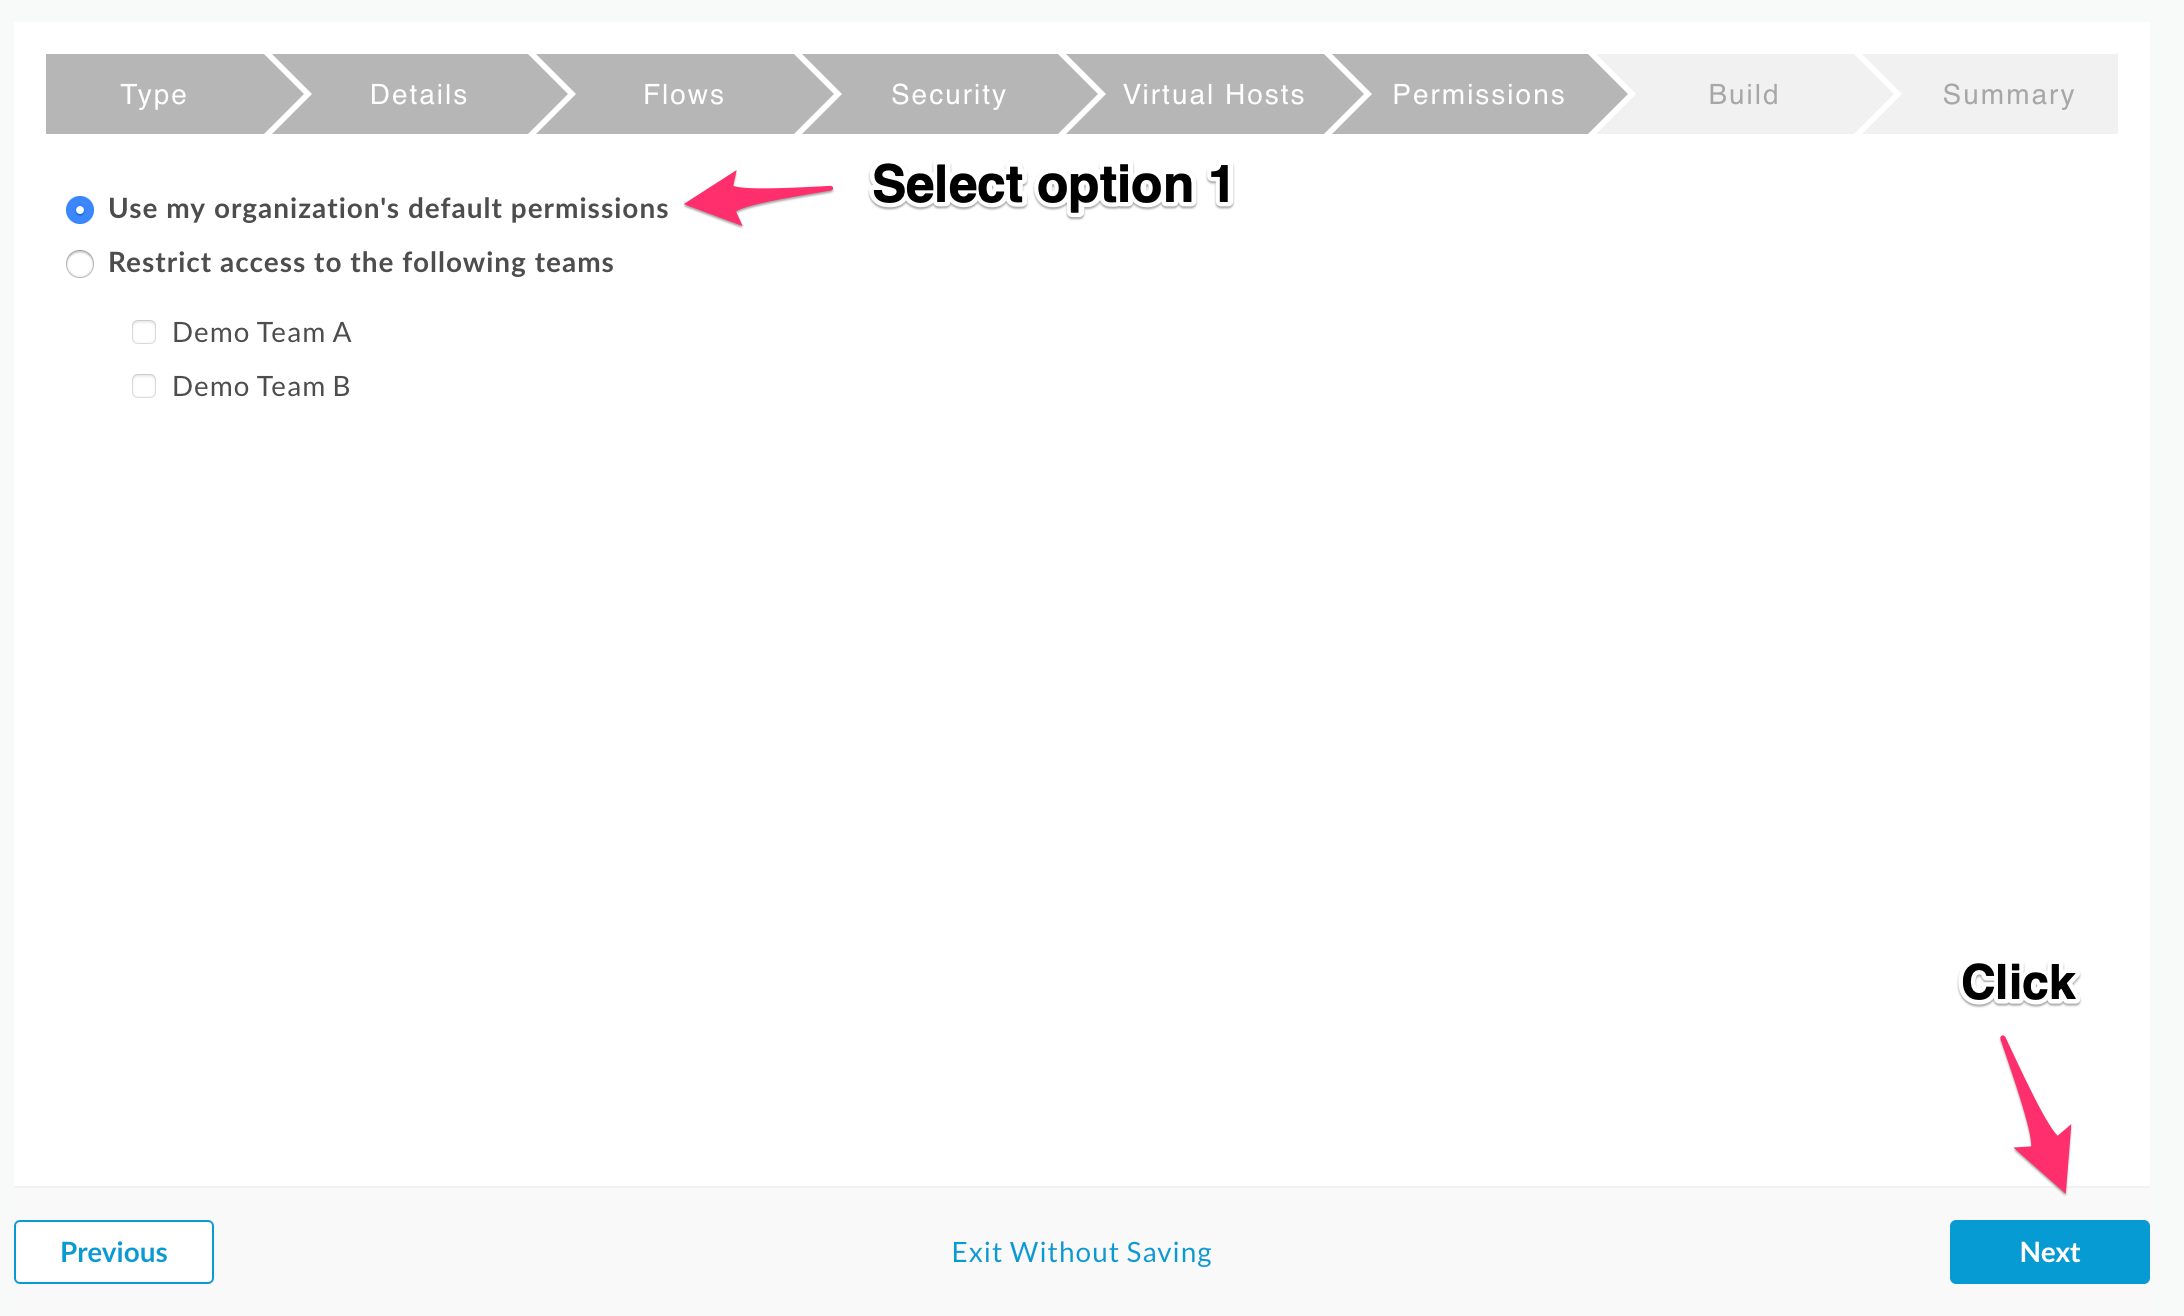 Type Details Flows Security Virtual Hosts Permissions Build Summary
Use my organization's default permissions
Select option 1
Restrict access to the following teams
Demo Team A
Demo Team B
Click
Previous Exit Without Saving Next